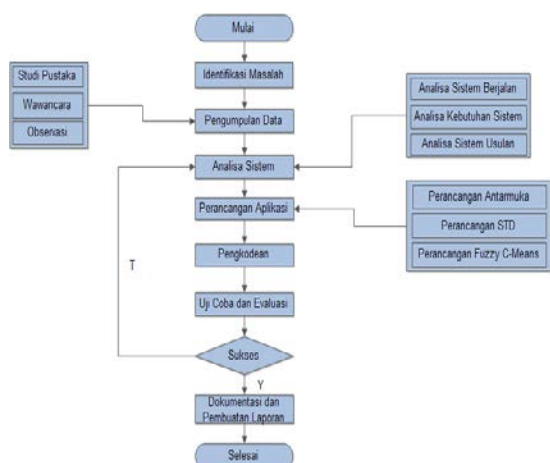 Mulai
Identifikasi Masalah
Studi Pustaka
Wawancara
Observasi
Pengumpulan Data
Analisa Sistem Berjalan
Analisa Kebutuhan Sistem
Analisa Sistem Usulan
Analisa Sistem
Perancangan Aplikasi
Perancangan Antarmuka
Perancangan STD
Perancangan Fuzzy C-Means
T
Pengkodean
Uji Coba dan Evaluasi
Sukses
Y
Dokumentasi dan
Pembuatan Laporan
Selesai